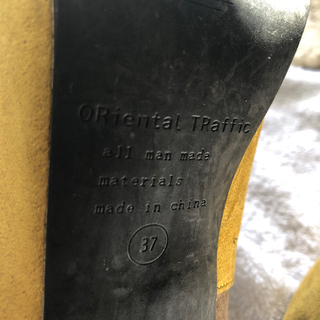 ORiental TRaffic
all man made
materials
made in china
37